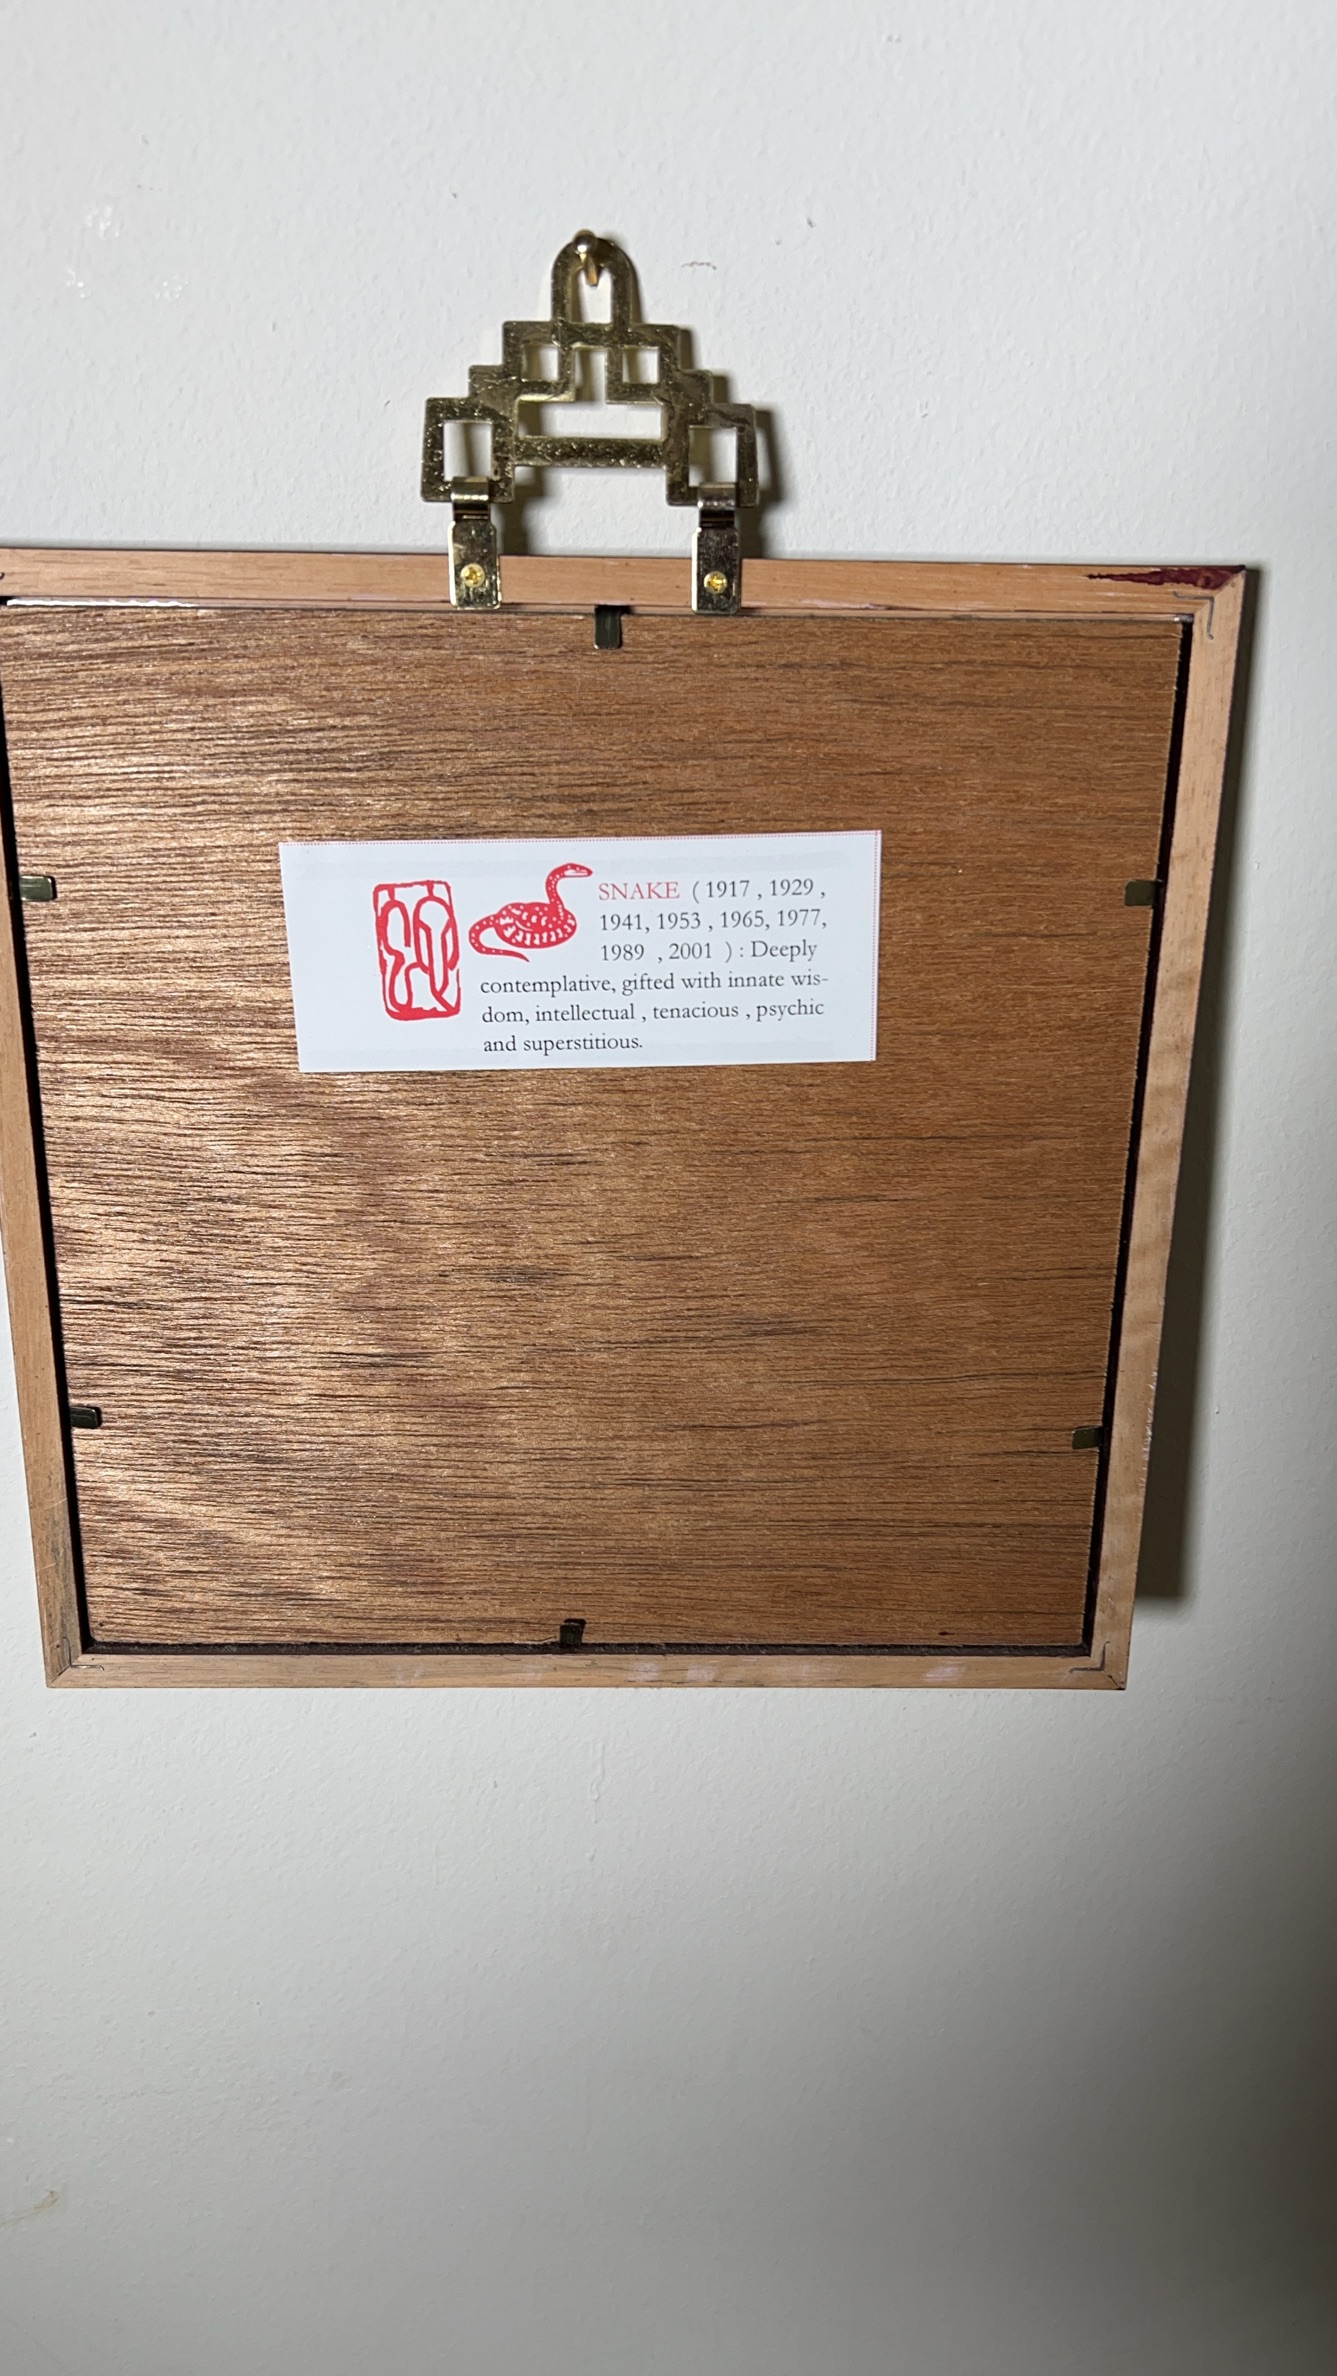 SNAKE ( 1917 , 1929 ,
1941, 1953 , 1965, 1977,
1989 , 2001 ) : Deeply
contemplative, gifted with innate wis-
dom, intellectual , tenacious , psychic
and superstitious.